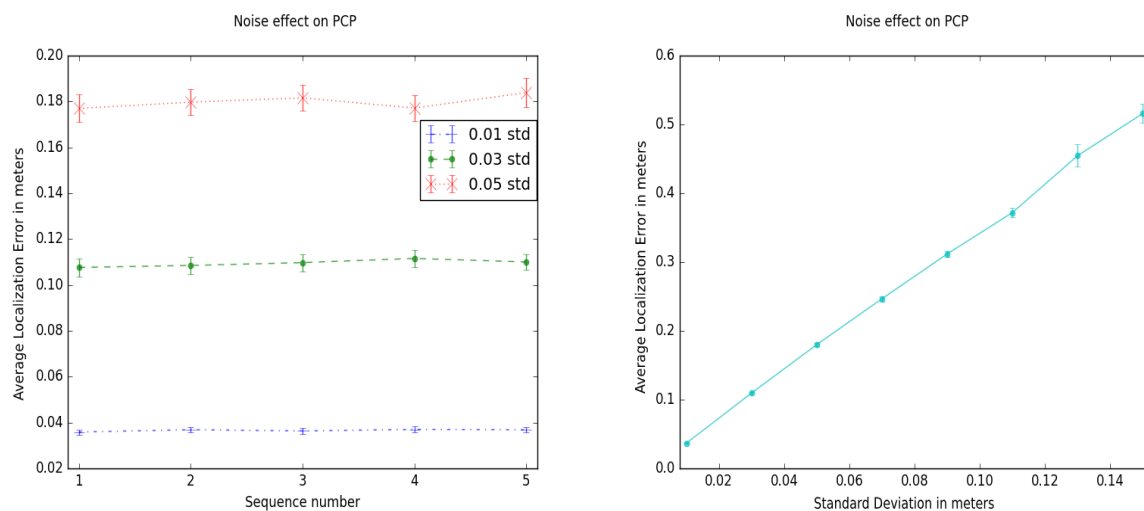 Noise effect on PCP
0.20
0.18
0.16
0.14
0.12
0.10
0.08
0.06
0.04
0.02
Average Localization Error in meters
0.01 std
0.03 std
0.05 std
1 2 3 4 5
Sequence number
Noise effect on PCP
0.6
0.5
0.4
0.3
0.2
0.1
0.0
Average Localization Error in meters
0.02 0.04 0.06 0.08 0.10 0.12 0.14
Standard Deviation in meters